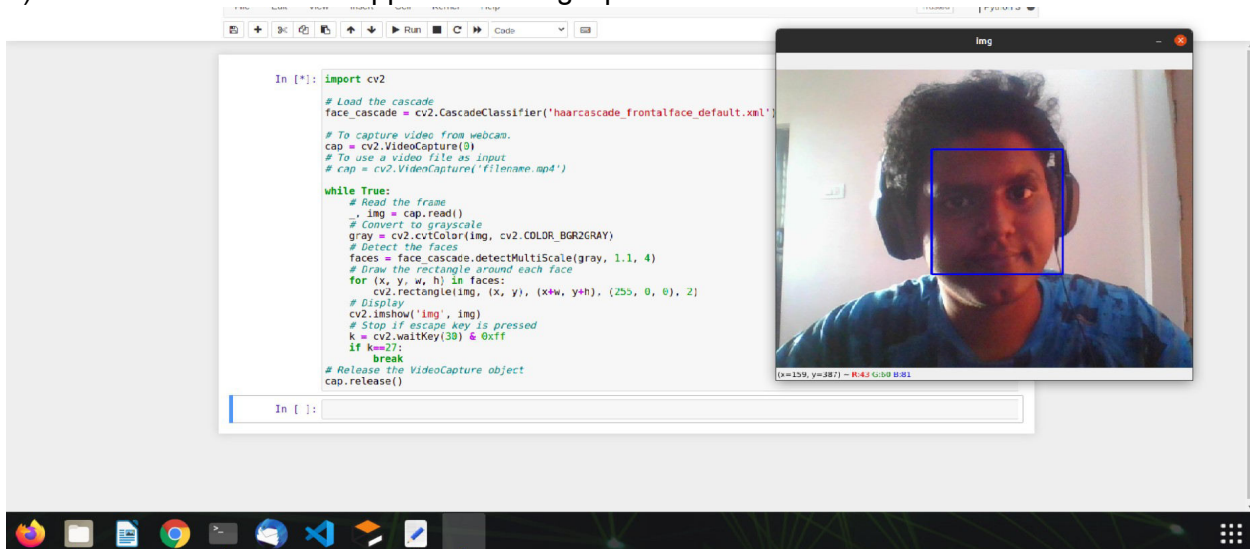 Run
Code
img
In [*]: import cv2
# Load the cascade
face_cascade = cv2.CascadeClassifier('haarcascade_frontalface_default.xml')
# To capture video from webcam.
cap = cv2.VideoCapture(0)
# To use a video file as input
# cap = cv2.VideoCapture('filename.mp4')
while True:
# Read the frame
_, img = cap.read()
# Convert to grayscale
gray = cv2.cvtColor(img, cv2.COLOR_BGR2GRAY)
# Detect the faces
faces = face_cascade.detectMultiScale(gray, 1.1, 4)
# Draw the rectangle around each face
for (x, y, w, h) in faces:
cv2.rectangle(img, (x, y), (x+w, y+h), (255, 0, 0), 2)
# Display
cv2.imshow('img', img)
# Stop if escape key is pressed
k = cv2.waitKey(30) & 0xff
if k==27:
break
# Release the VideoCapture object
cap.release()
(x=159, y=387) ~ R:43 G:60 B:81
In [ ]: